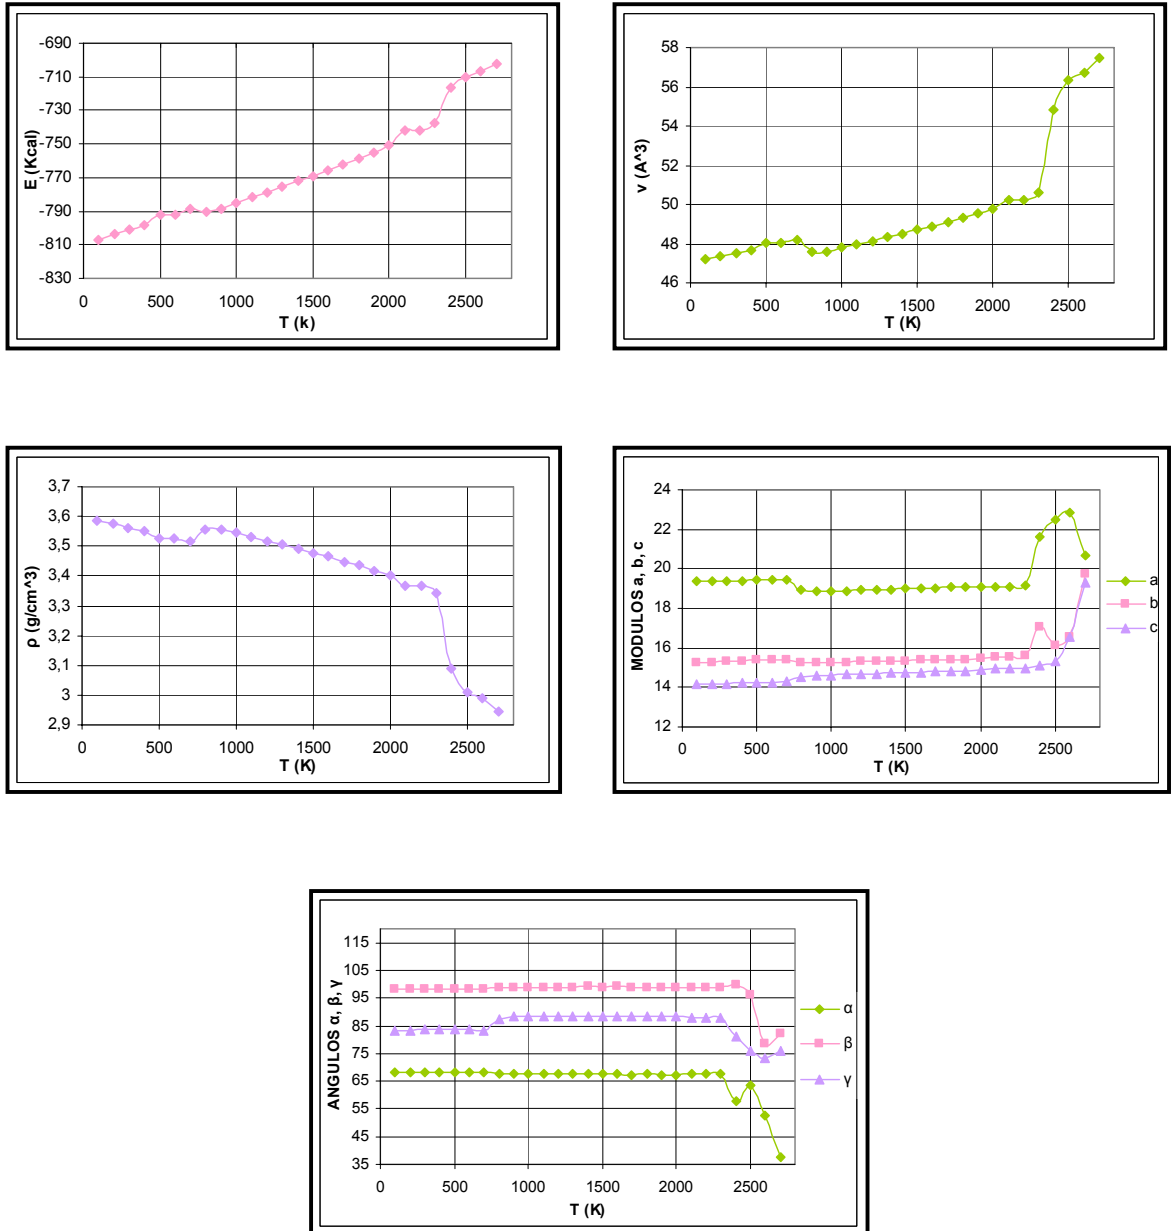 E (Kcal)
-690
-710
-730
-750
-770
-790
-810
-830
0 500 1000 1500 2000 2500
T (k)
v (A^3)
58
56
54
52
50
48
46
0 500 1000 1500 2000 2500
T (K)
ρ (g/cm^3)
3,7
3,6
3,5
3,4
3,3
3,2
3,1
3
2,9
0 500 1000 1500 2000 2500
T (K)
MODULOS a, b, c
24
22
20
18
16
14
12
0 500 1000 1500 2000 2500
T (K)
a
b
c
ANGULOS α, β, γ
115
105
95
85
75
65
55
45
35
0 500 1000 1500 2000 2500
T (K)
α
β
γ